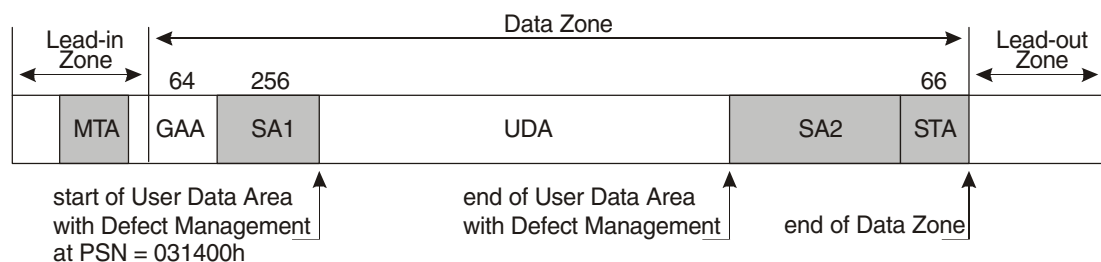 Data Zone
Lead-in
Zone
Lead-out
Zone
64
256
66
MTA
GAA
SA1
UDA
SA2
STA
start of User Data Area
with Defect Management
at PSN = 031400h
end of User Data Area
with Defect Management
end of Data Zone